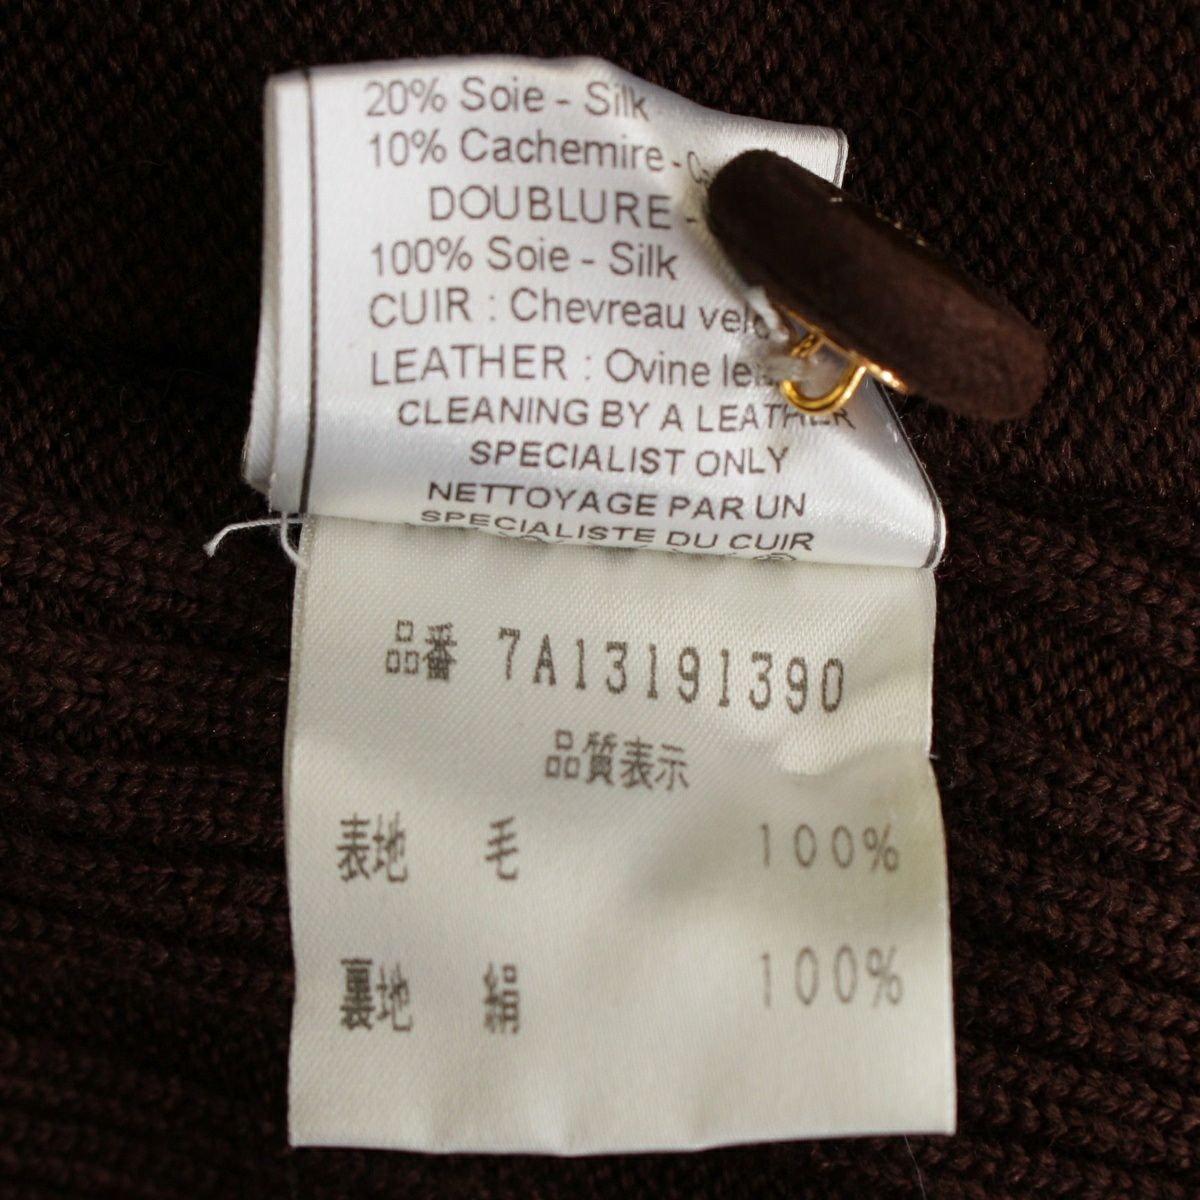 20% Soie - Silk
10% Cachemire -
DOUBLURE -
100% Soie - Silk
CUIR : Chevreau
LEATHER : Ovine
CLEANING BY A LEATHER
SPECIALIST ONLY
NETTOYAGE PAR UN
SPECIALISTE DU CUIR
品番 7A13191390
品質表示
表地 毛 100%
裏地 絹 100%